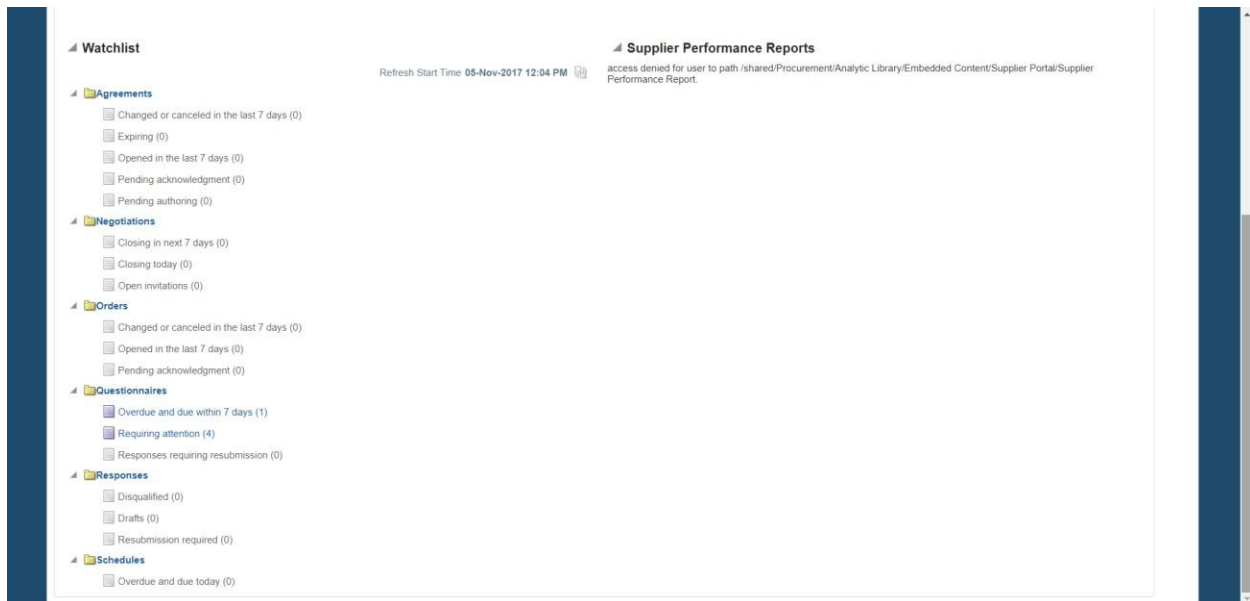 Watchlist
Refresh Start Time 05-Nov-2017 12:04 PM
Agreements
Changed or canceled in the last 7 days (0)
Expiring (0)
Opened in the last 7 days (0)
Pending acknowledgment (0)
Pending authoring (0)
Negotiations
Closing in next 7 days (0)
Closing today (0)
Open invitations (0)
Orders
Changed or canceled in the last 7 days (0)
Opened in the last 7 days (0)
Pending acknowledgment (0)
Questionnaires
Overdue and due within 7 days (1)
Requiring attention (4)
Responses requiring resubmission (0)
Responses
Disqualified (0)
Drafts (0)
Resubmission required (0)
Schedules
Overdue and due today (0)
Supplier Performance Reports
access denied for user to path /shared/Procurement/Analytic Library/Embedded Content/Supplier Portal/Supplier
Performance Report.